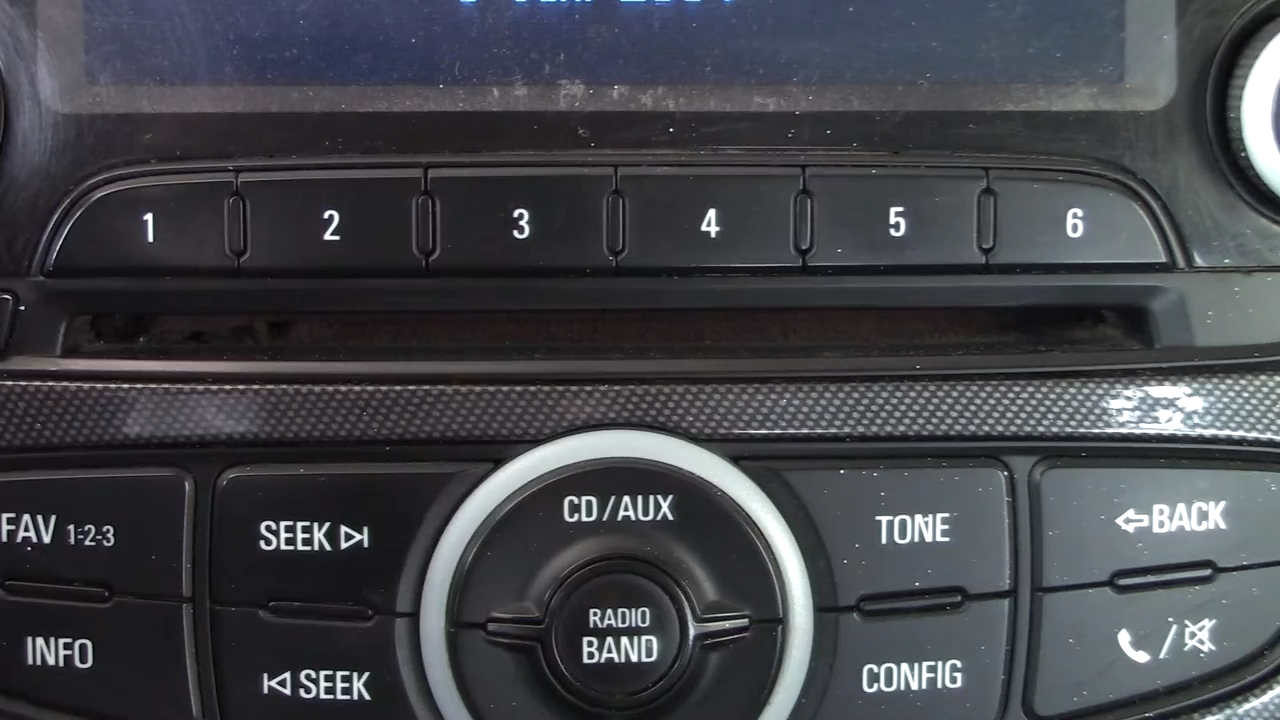 1 2 3 4 5 6
CD/AUX
FAV 1-2-3
SEEK
TONE
BACK
RADIO
BAND
INFO
SEEK
CONFIG
/